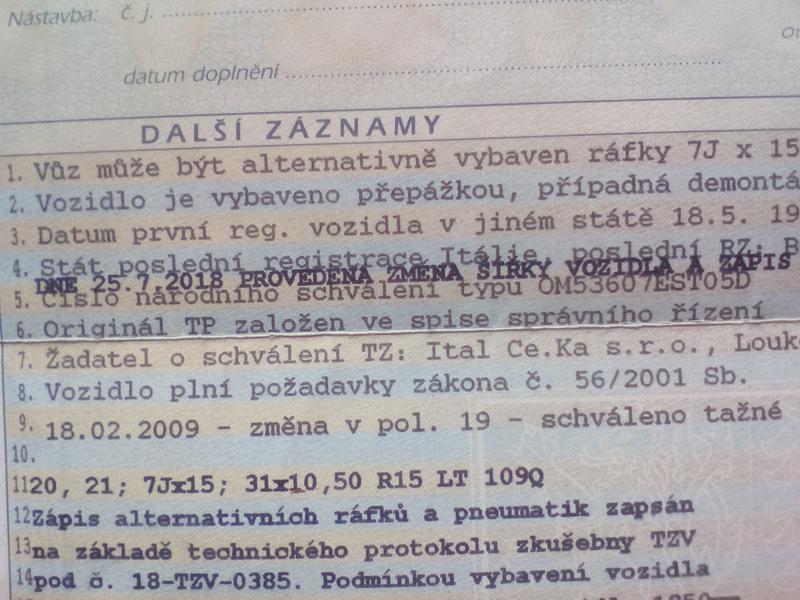 Nástavba: č. j.
datum doplnění
DALŠÍ ZÁZNAMY
1. Vůz může být alternativně vybaven ráfky 7J x 15
2. Vozidlo je vybaveno přepážkou, případná demontá
3. Datum první reg. vozidla v jiném státě 18.5. 19
4. Stát poslední registrace Itálie, poslední RZ: B
DNE 25.7.2018 PROVEDENA ZMĚNA ŠÍŘKY VOZIDLA A ZÁPIS
5. Číslo národního schválení typu OM53607EST05D
6. Originál TP založen ve spise správního řízení
7. Žadatel o schválení TZ: Ital Ce.Ka s.r.o., Louk
8. Vozidlo plní požadavky zákona č. 56/2001 Sb.
9. 18.02.2009 - změna v pol. 19 - schváleno tažné
10.
11 20, 21; 7Jx15; 31x10,50 R15 LT 109Q
12 Zápis alternativních ráfků a pneumatik zapsán
13 na základě technického protokolu zkušebny TZV
14 pod č. 18-TZV-0385. Podmínkou vybavení vozidla